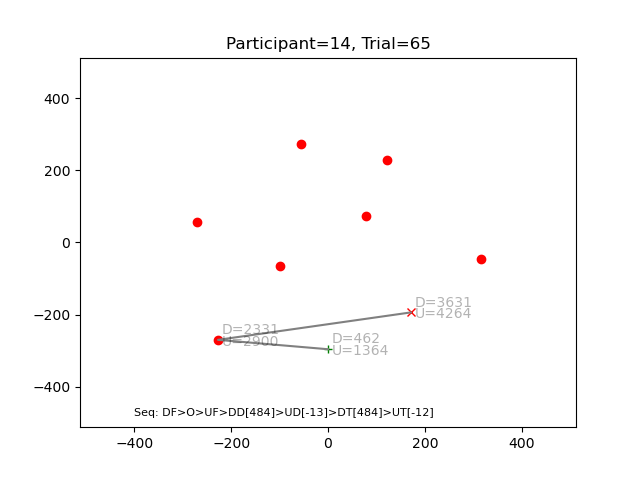 Participant=14, Trial=65
400
200
0
−200
−400
D=3631
U=4264
D=2331
U=2900
D=462
U=1364
Seq: DF>O>UF>DD[484]>UD[-13]>DT[484]>UT[-12]
−400
−200
0
200
400